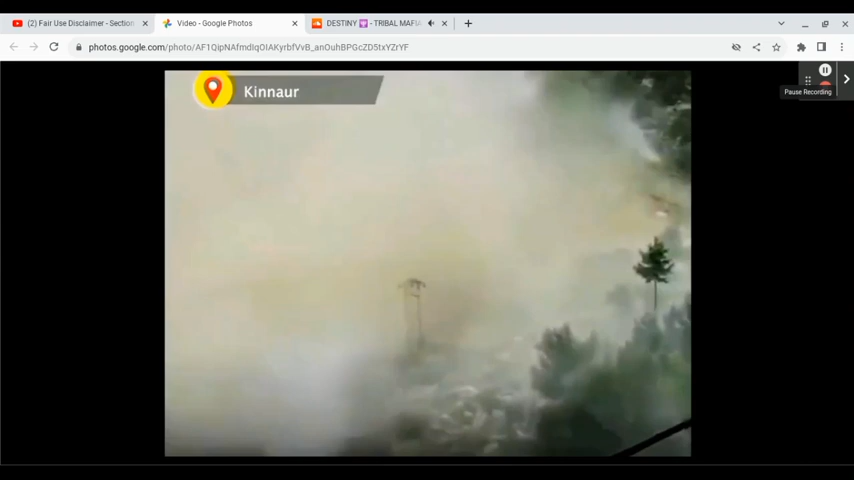 (2) Fair Use Disclaimer - Section
Video - Google Photos
DESTINY ✡️ - TRIBAL MAFIA
photos.google.com/photo/AF1QipNAfmdIqOIAKyrbfVvB_anOuhBPGcZD5txYZrYF
Kinnaur
Pause Recording